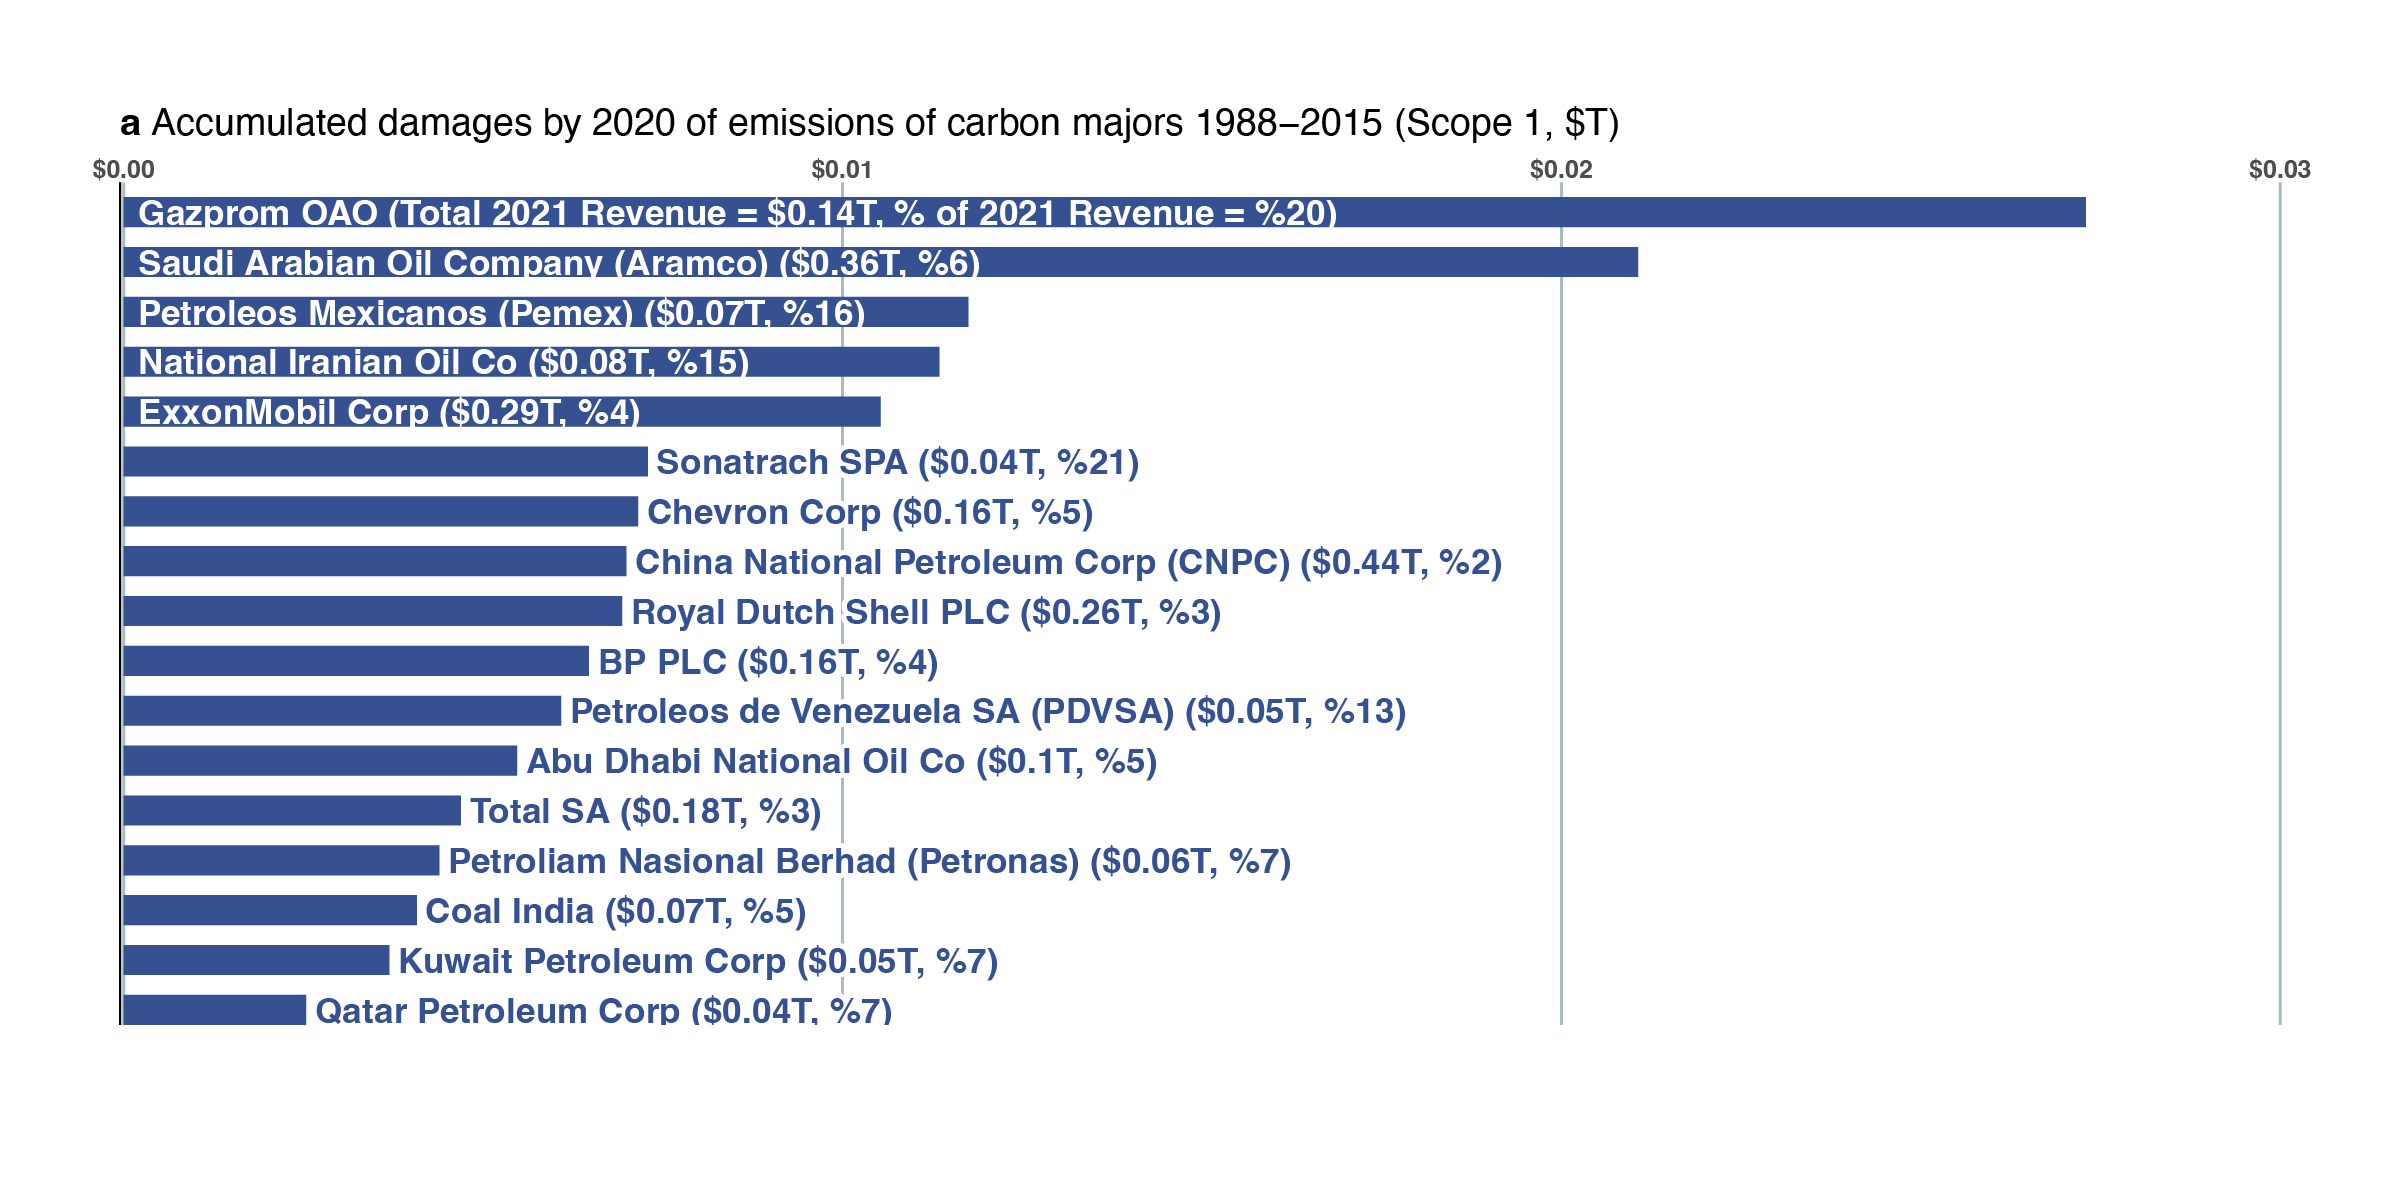 a Accumulated damages by 2020 of emissions of carbon majors 1988−2015 (Scope 1, $T)
$0.00 $0.01 $0.02 $0.03
Gazprom OAO (Total 2021 Revenue = $0.14T, % of 2021 Revenue = %20)
Saudi Arabian Oil Company (Aramco) ($0.36T, %6)
Petroleos Mexicanos (Pemex) ($0.07T, %16)
National Iranian Oil Co ($0.08T, %15)
ExxonMobil Corp ($0.29T, %4)
Sonatrach SPA ($0.04T, %21)
Chevron Corp ($0.16T, %5)
China National Petroleum Corp (CNPC) ($0.44T, %2)
Royal Dutch Shell PLC ($0.26T, %3)
BP PLC ($0.16T, %4)
Petroleos de Venezuela SA (PDVSA) ($0.05T, %13)
Abu Dhabi National Oil Co ($0.1T, %5)
Total SA ($0.18T, %3)
Petroliam Nasional Berhad (Petronas) ($0.06T, %7)
Coal India ($0.07T, %5)
Kuwait Petroleum Corp ($0.05T, %7)
Qatar Petroleum Corp ($0.04T, %7)